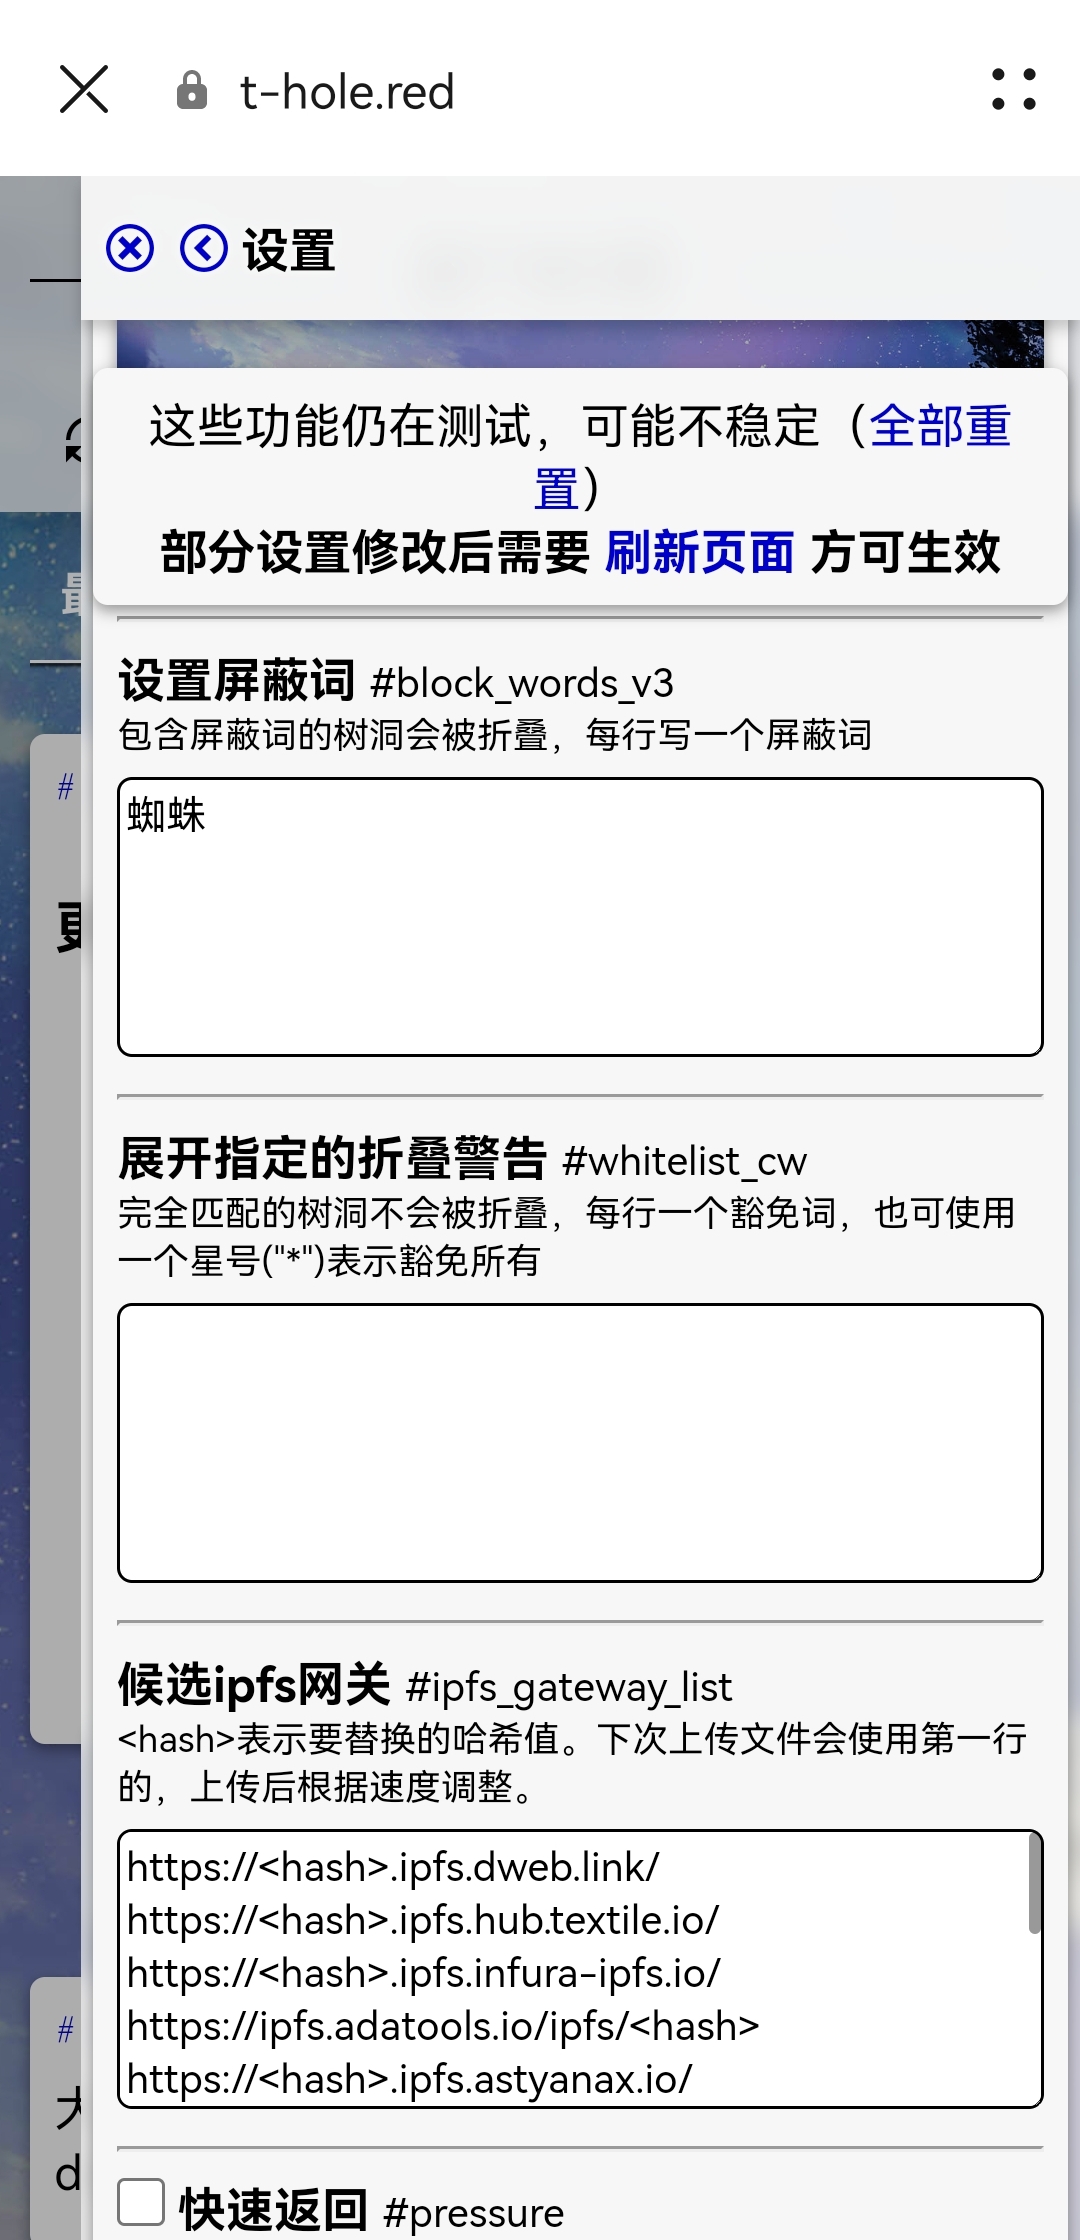 t-hole.red
设置
这些功能仍在测试，可能不稳定（全部重
置）
部分设置修改后需要 刷新页面 方可生效
设置屏蔽词 #block_words_v3
包含屏蔽词的树洞会被折叠，每行写一个屏蔽词
蜘蛛
展开指定的折叠警告 #whitelist_cw
完全匹配的树洞不会被折叠，每行一个豁免词，也可使用
一个星号("*")表示豁免所有
候选ipfs网关 #ipfs_gateway_list
<hash>表示要替换的哈希值。下次上传文件会使用第一行
的，上传后根据速度调整。
https://<hash>.ipfs.dweb.link/
https://<hash>.ipfs.hub.textile.io/
https://<hash>.ipfs.infura-ipfs.io/
https://ipfs.adatools.io/ipfs/<hash>
https://<hash>.ipfs.astyanax.io/
快速返回 #pressure
#
#
d